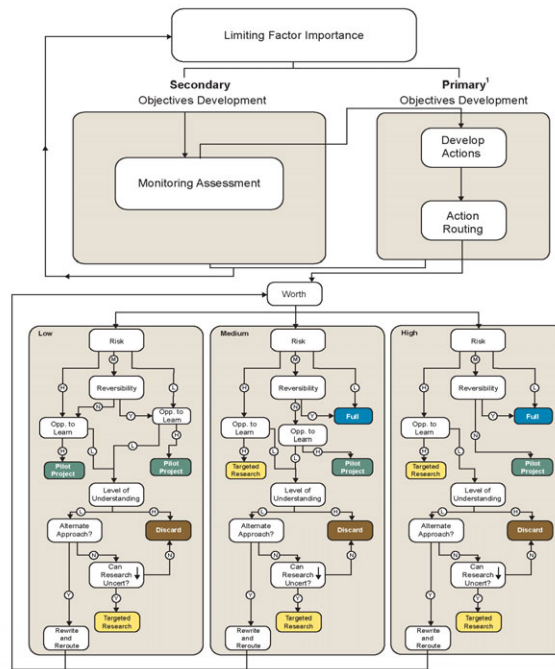 Limiting Factor Importance
Secondary
Objectives Development
Primary1
Objectives Development
Monitoring Assessment
Develop
Actions
Action
Routing
Worth
Low
Risk
H
M
L
Reversibility
N
Y
Opp. to
Learn
Opp. to
Learn
H
L
L
H
Pilot
Project
Pilot
Project
Level of
Understanding
L
H
Alternate
Approach?
Discard
N
N
Can
Research
Uncert?
Y
Y
Targeted
Research
Rewrite
and
Reroute
Medium
Risk
H
M
L
Reversibility
N
Y
Full
Opp. to
Learn
Opp. to
Learn
H
L
L
H
Targeted
Research
Pilot
Project
Level of
Understanding
L
H
Alternate
Approach?
Discard
N
N
Can
Research
Uncert?
Y
Y
Targeted
Research
Rewrite
and
Reroute
High
Risk
H
M
L
Reversibility
Y
Full
N
Opp. to
Learn
H
L
Targeted
Research
Pilot
Project
Level of
Understanding
L
H
Alternate
Approach?
Discard
N
N
Can
Research
Uncert?
Y
Y
Targeted
Research
Rewrite
and
Reroute